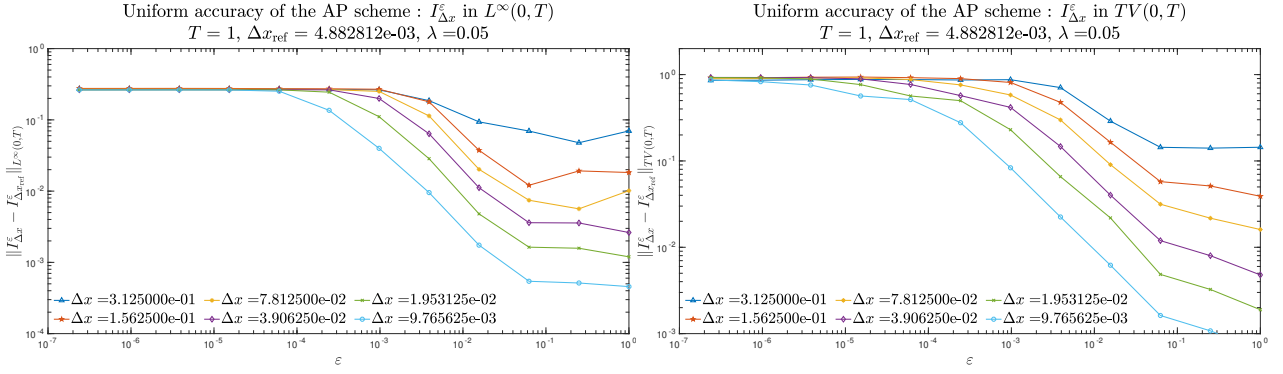 Uniform accuracy of the AP scheme : I^ε_Δx in L^∞(0, T)
T = 1, Δx_ref = 4.882812e-03, λ =0.05
||I^ε_Δx − I^ε_Δx_ref||_L^∞(0,T)
10^0
10^-1
10^-2
10^-3
10^-4
Δx =3.125000e-01 Δx =7.812500e-02 Δx =1.953125e-02
Δx =1.562500e-01 Δx =3.906250e-02 Δx =9.765625e-03
10^-7 10^-6 10^-5 10^-4 10^-3 10^-2 10^-1 10^0
ε
Uniform accuracy of the AP scheme : I^ε_Δx in TV(0, T)
T = 1, Δx_ref = 4.882812e-03, λ =0.05
||I^ε_Δx − I^ε_Δx_ref||_TV(0,T)
10^0
10^-1
10^-2
10^-3
Δx =3.125000e-01 Δx =7.812500e-02 Δx =1.953125e-02
Δx =1.562500e-01 Δx =3.906250e-02 Δx =9.765625e-03
10^-7 10^-6 10^-5 10^-4 10^-3 10^-2 10^-1 10^0
ε